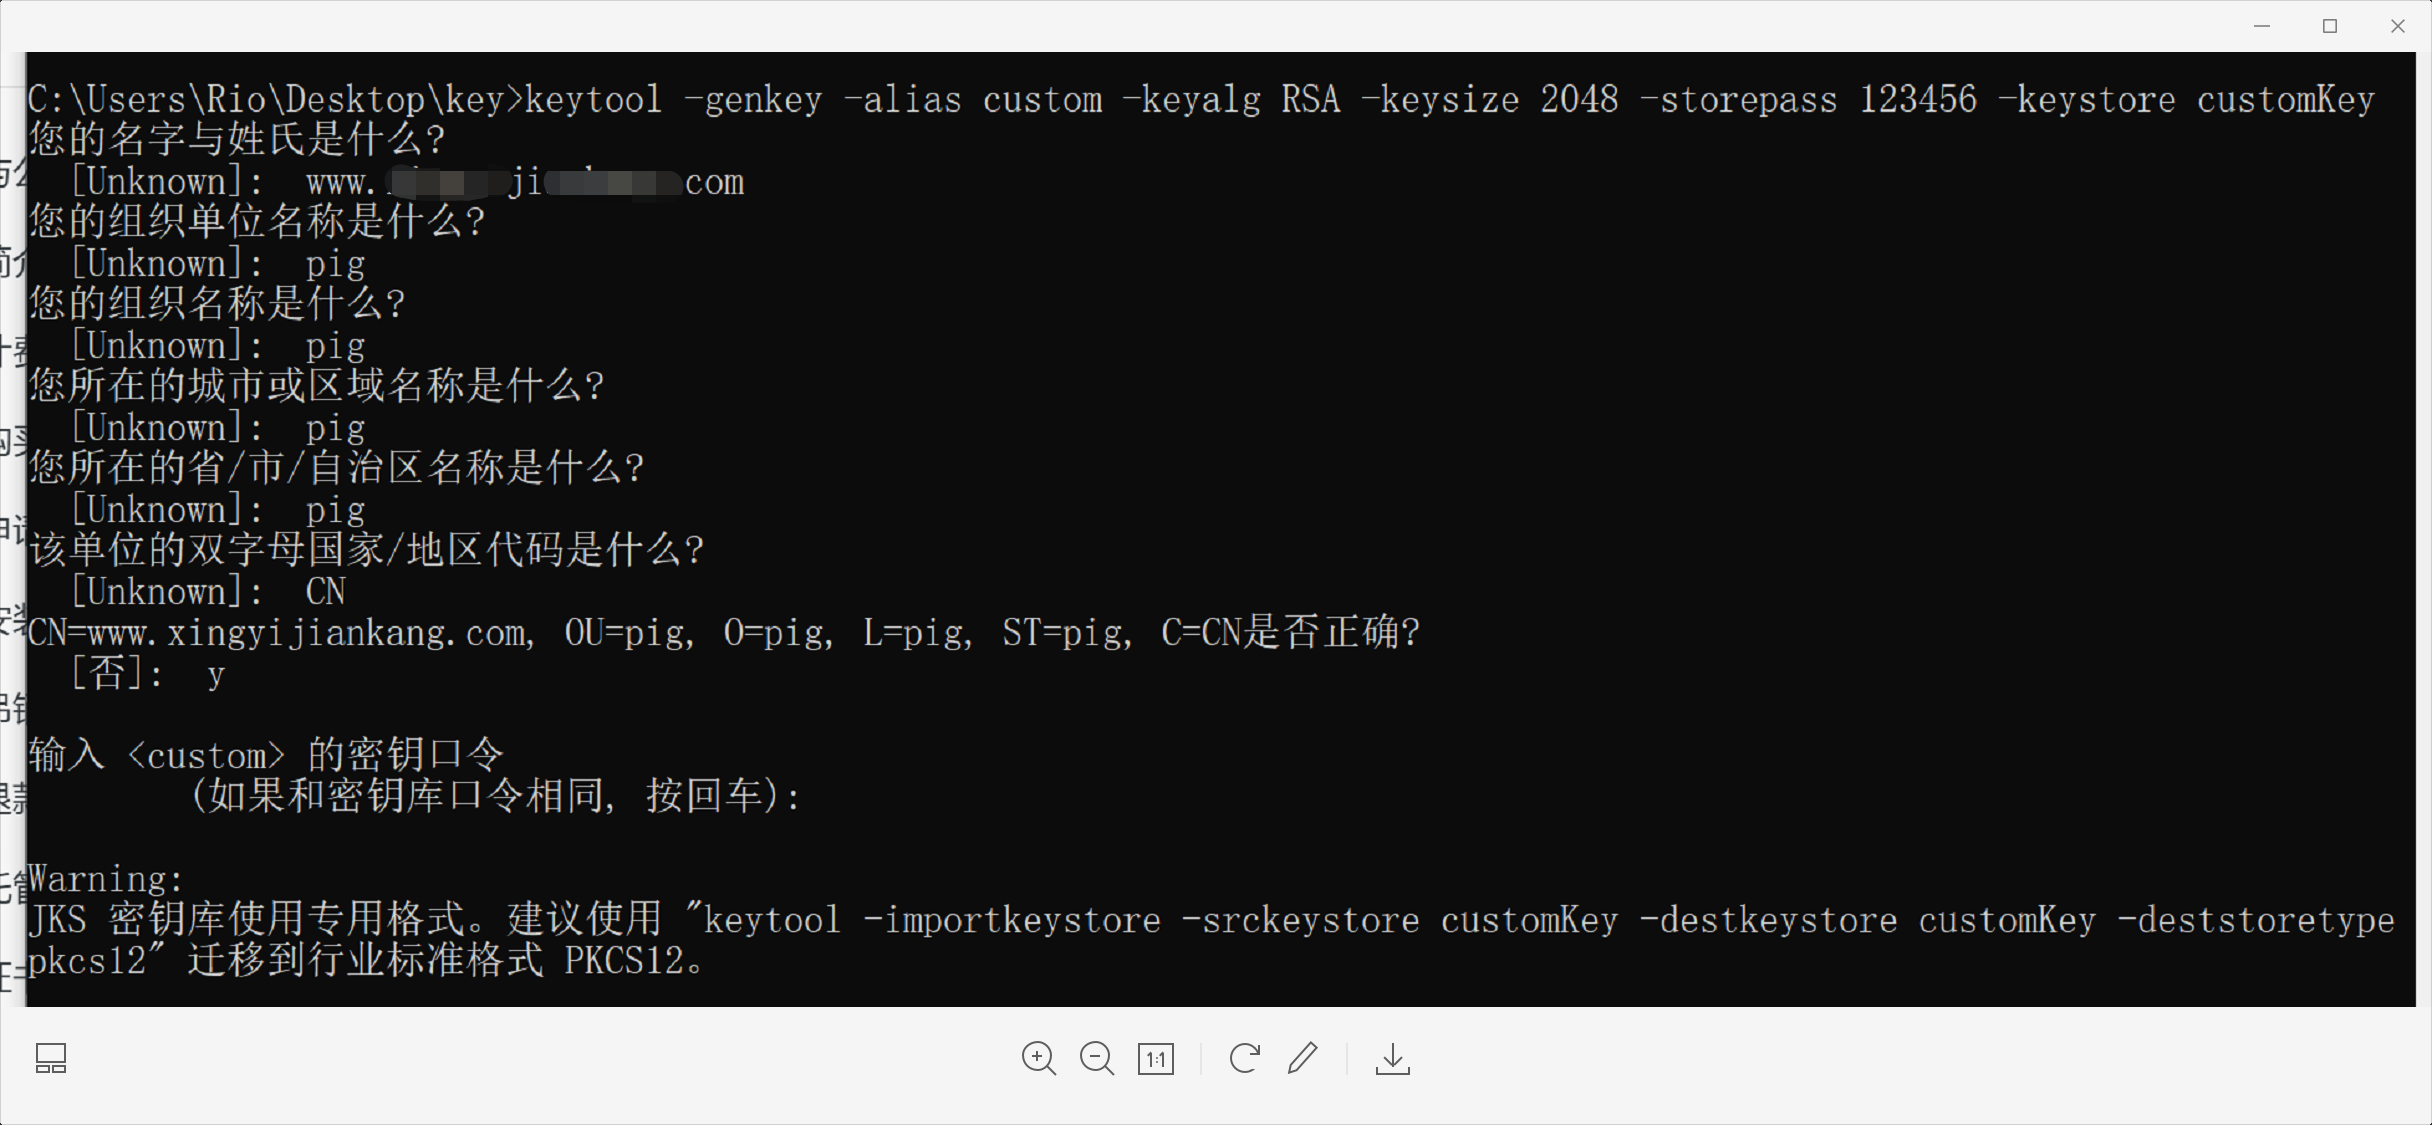 C:\Users\Rio\Desktop\key>keytool -genkey -alias custom -keyalg RSA -keysize 2048 -storepass 123456 -keystore customKey
您的名字与姓氏是什么?
[Unknown]: www. ji com
您的组织单位名称是什么?
[Unknown]: pig
您的组织名称是什么?
[Unknown]: pig
您所在的城市或区域名称是什么?
[Unknown]: pig
您所在的省/市/自治区名称是什么?
[Unknown]: pig
该单位的双字母国家/地区代码是什么?
[Unknown]: CN
CN=www.xingyijiankang.com, OU=pig, O=pig, L=pig, ST=pig, C=CN是否正确?
[否]: y
输入 <custom> 的密钥口令
(如果和密钥库口令相同, 按回车):
Warning:
JKS 密钥库使用专用格式。建议使用 "keytool -importkeystore -srckeystore customKey -destkeystore customKey -deststoretype
pkcs12" 迁移到行业标准格式 PKCS12。
1:1